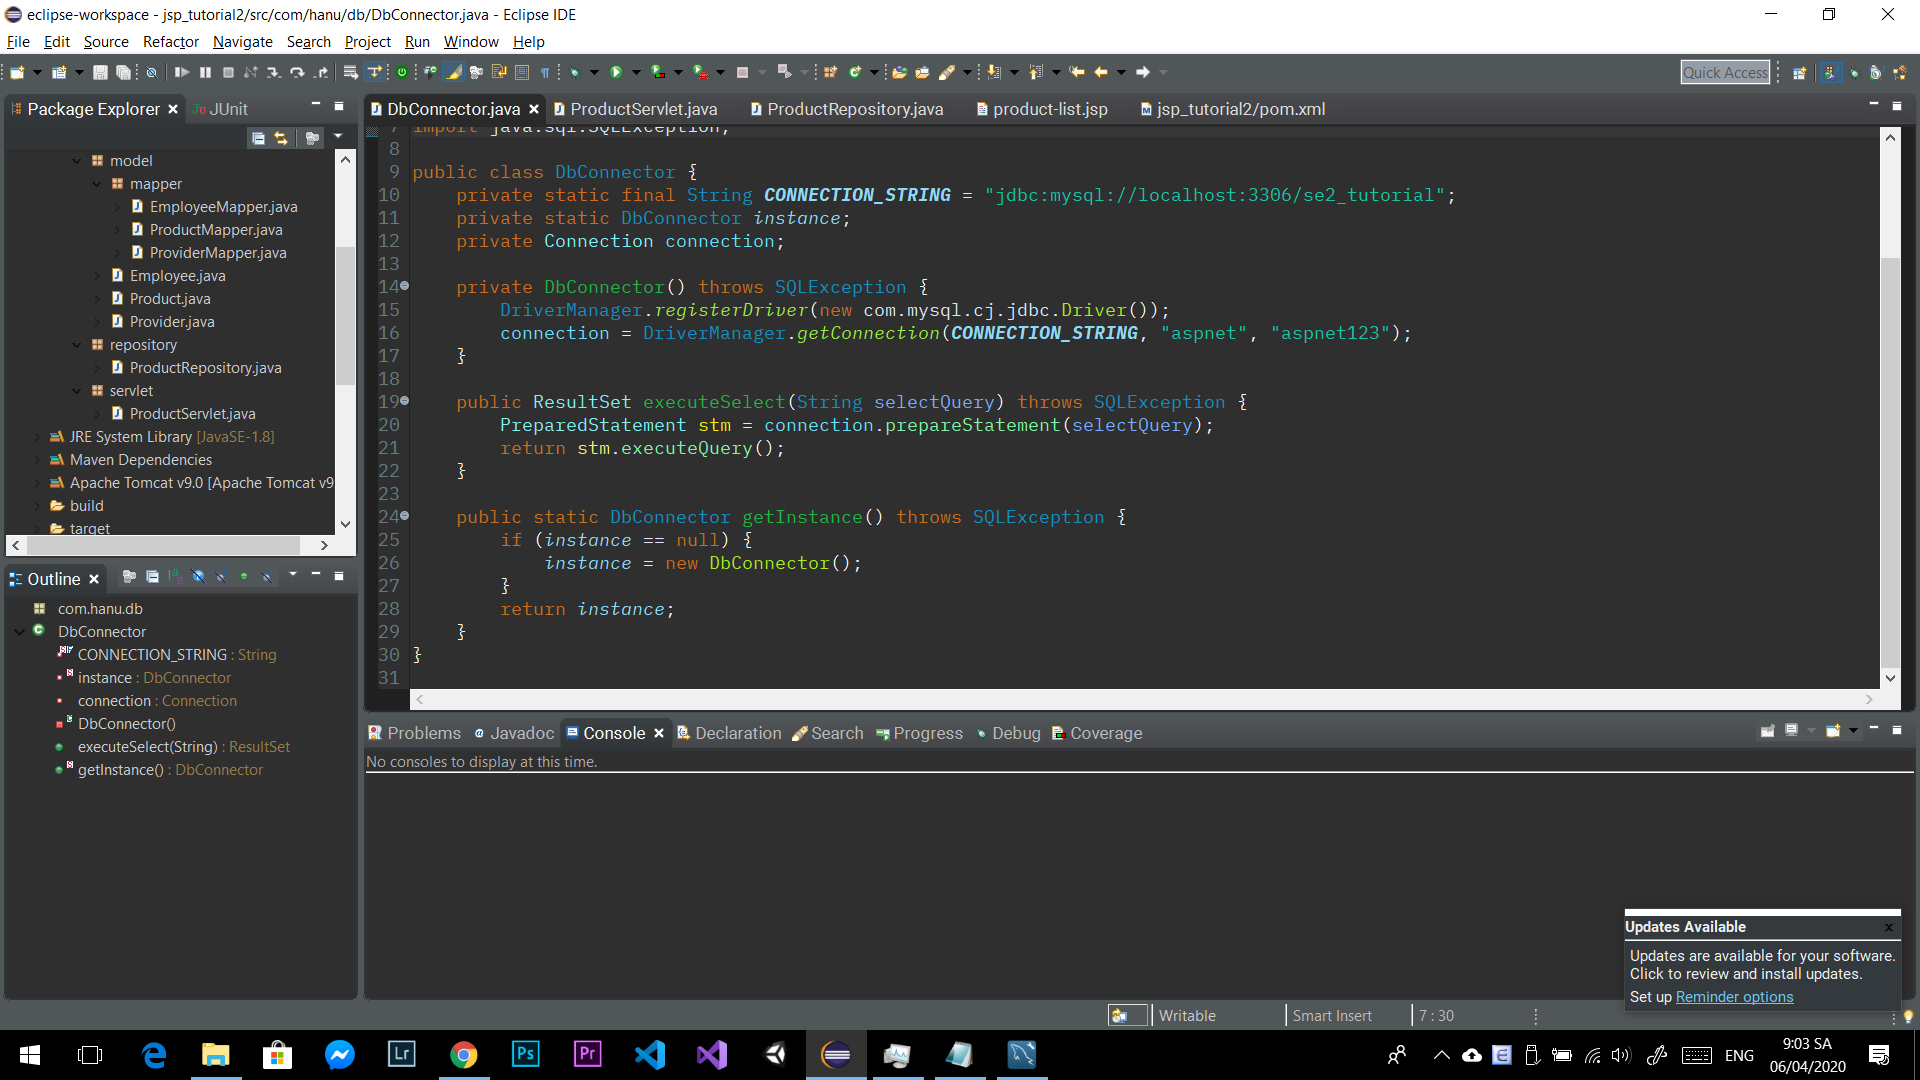 eclipse-workspace - jsp_tutorial2/src/com/hanu/db/DbConnector.java - Eclipse IDE
File Edit Source Refactor Navigate Search Project Run Window Help
Quick Access
Package Explorer JUnit
model
mapper
EmployeeMapper.java
ProductMapper.java
ProviderMapper.java
Employee.java
Product.java
Provider.java
repository
ProductRepository.java
servlet
ProductServlet.java
JRE System Library [JavaSE-1.8]
Maven Dependencies
Apache Tomcat v9.0 [Apache Tomcat v9
build
target
Outline
com.hanu.db
DbConnector
CONNECTION_STRING : String
instance : DbConnector
connection : Connection
DbConnector()
executeSelect(String) : ResultSet
getInstance() : DbConnector
DbConnector.java ProductServlet.java ProductRepository.java product-list.jsp jsp_tutorial2/pom.xml
7 import java.sql.SQLException;
8
9 public class DbConnector {
10 private static final String CONNECTION_STRING = "jdbc:mysql://localhost:3306/se2_tutorial";
11 private static DbConnector instance;
12 private Connection connection;
13
14 private DbConnector() throws SQLException {
15 DriverManager.registerDriver(new com.mysql.cj.jdbc.Driver());
16 connection = DriverManager.getConnection(CONNECTION_STRING, "aspnet", "aspnet123");
17 }
18
19 public ResultSet executeSelect(String selectQuery) throws SQLException {
20 PreparedStatement stm = connection.prepareStatement(selectQuery);
21 return stm.executeQuery();
22 }
23
24 public static DbConnector getInstance() throws SQLException {
25 if (instance == null) {
26 instance = new DbConnector();
27 }
28 return instance;
29 }
30 }
31
Problems Javadoc Console Declaration Search Progress Debug Coverage
No consoles to display at this time.
Updates Available
Updates are available for your software.
Click to review and install updates.
Set up Reminder options
Writable Smart Insert 7 : 30
Lr Ps Pr
ENG
9:03 SA
06/04/2020